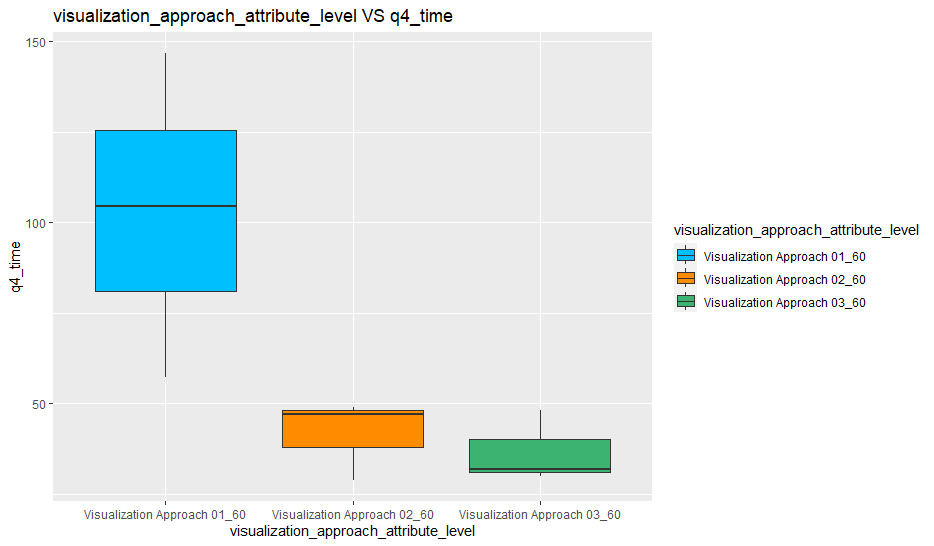 visualization_approach_attribute_level VS q4_time
150
100
50
q4_time
Visualization Approach 01_60
Visualization Approach 02_60
Visualization Approach 03_60
visualization_approach_attribute_level
visualization_approach_attribute_level
Visualization Approach 01_60
Visualization Approach 02_60
Visualization Approach 03_60